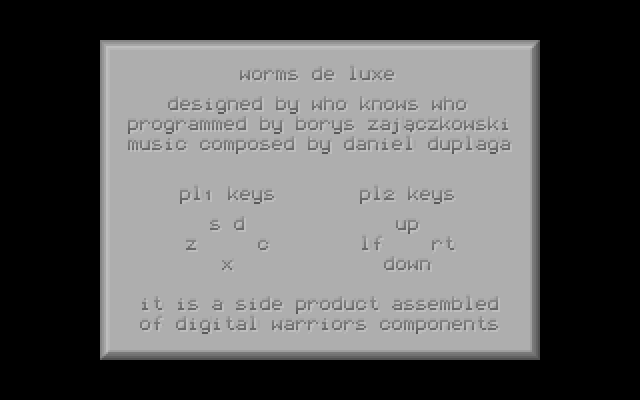 worms de luxe
designed by who knows who
programmed by borys zajączkowski
music composed by daniel duplaga
pl1 keys pl2 keys
s d up
z c lf rt
x down
it is a side product assembled
of digital warriors components